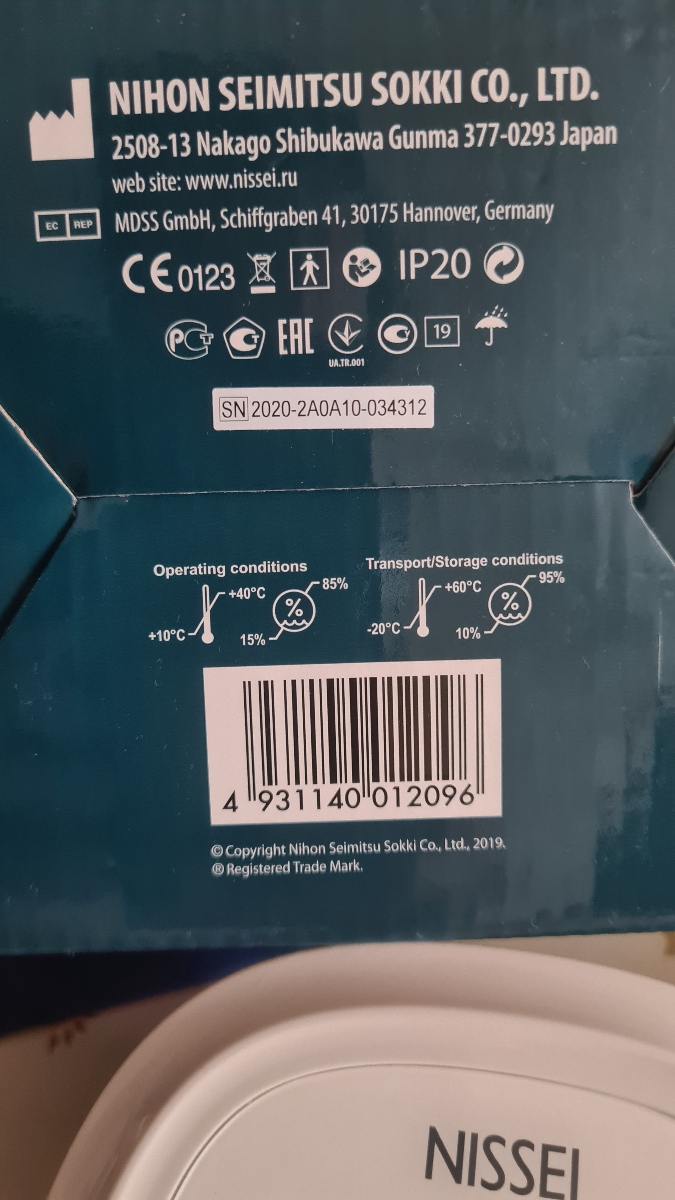 NIHON SEIMITSU SOKKI CO., LTD.
2508-13 Nakago Shibukawa Gunma 377-0293 Japan
web site: www.nissei.ru
EC REP MDSS GmbH, Schiffgraben 41, 30175 Hannover, Germany
CE 0123 IP20
РСТ EAC 19
UA.TR.001
SN 2020-2A0A10-034312
Operating conditions Transport/Storage conditions
+40°C 85% +60°C 95%
+10°C 15% -20°C 10%
4 931140 012096
© Copyright Nihon Seimitsu Sokki Co., Ltd., 2019.
® Registered Trade Mark.
NISSEI